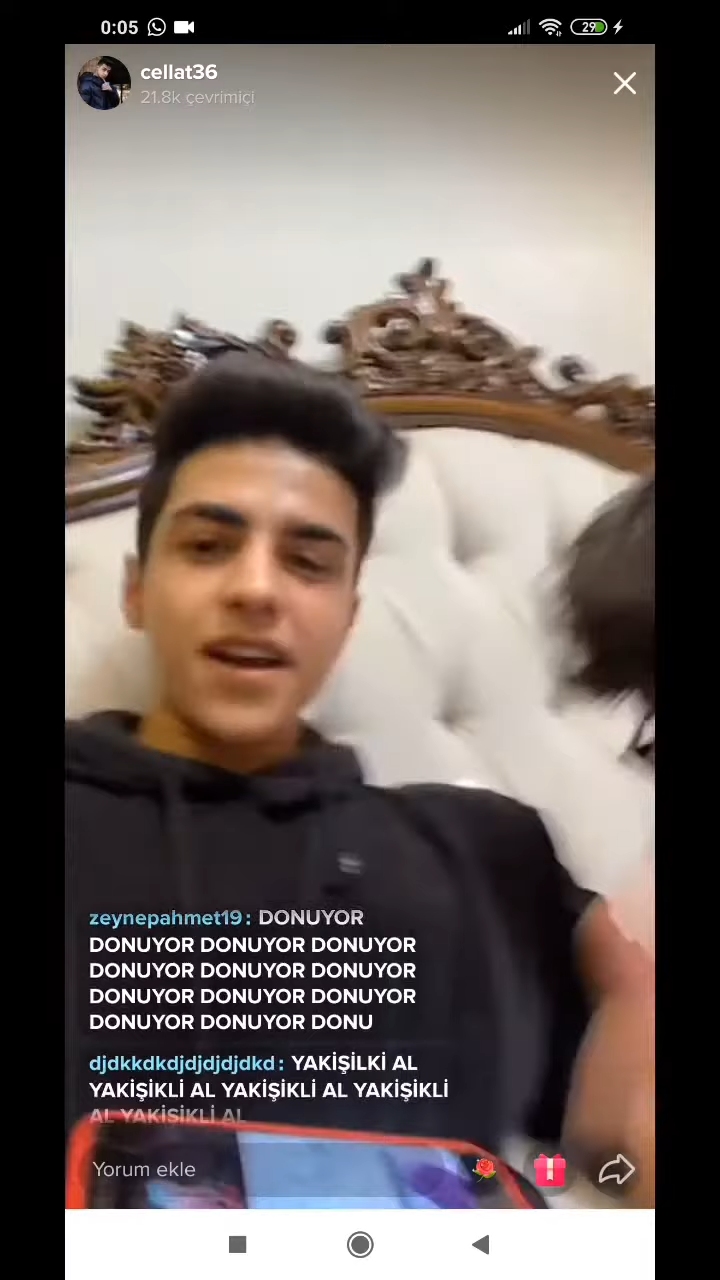 0:05
29
cellat36
21.8k çevrimiçi
zeynepahmet19: DONUYOR
DONUYOR DONUYOR DONUYOR
DONUYOR DONUYOR DONUYOR
DONUYOR DONUYOR DONUYOR
DONUYOR DONUYOR DONU
djdkkdkdjdjdjdjdkd: YAKİŞİLKİ AL
YAKİŞİKLİ AL YAKİŞİKLİ AL YAKİŞİKLİ
AL YAKİŞİKLİ AL
Yorum ekle